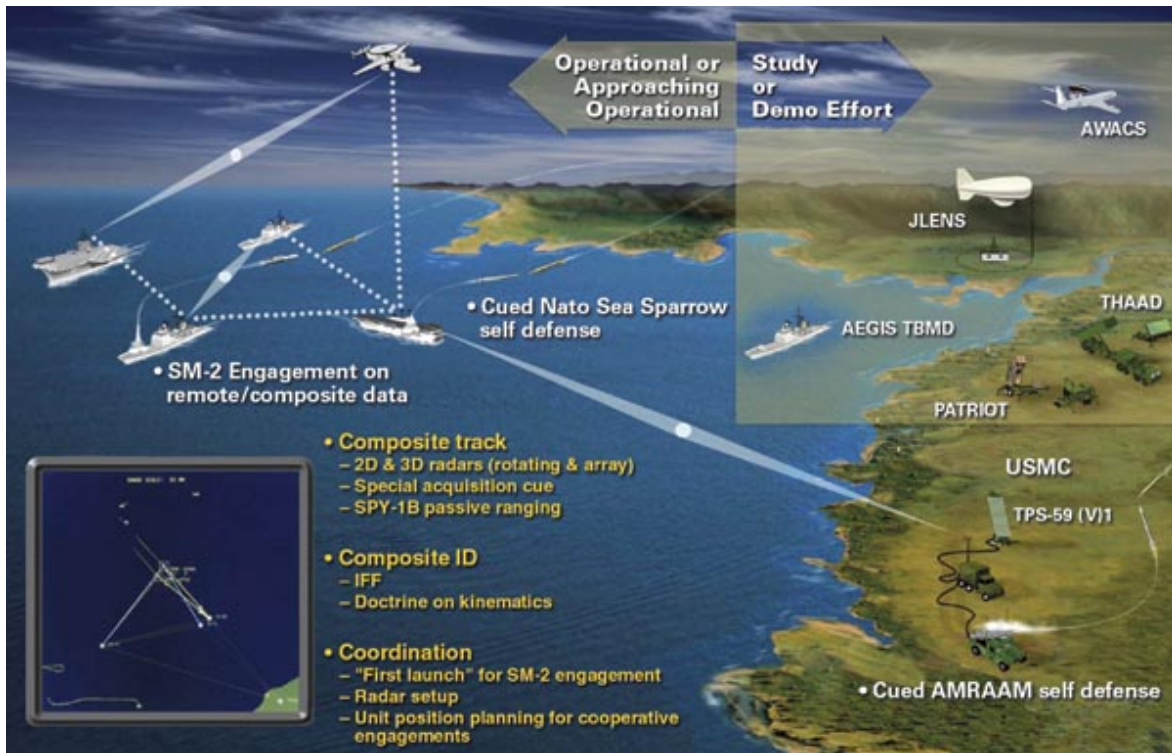 Operational or
Approaching
Operational
Study
or
Demo Effort
AWACS
JLENS
THAAD
AEGIS TBMD
PATRIOT
• Cued Nato Sea Sparrow
self defense
• SM-2 Engagement on
remote/composite data
• Composite track
– 2D & 3D radars (rotating & array)
– Special acquisition cue
– SPY-1B passive ranging
• Composite ID
– IFF
– Doctrine on kinematics
• Coordination
– "First launch" for SM-2 engagement
– Radar setup
– Unit position planning for cooperative
engagements
USMC
TPS-59 (V)1
• Cued AMRAAM self defense